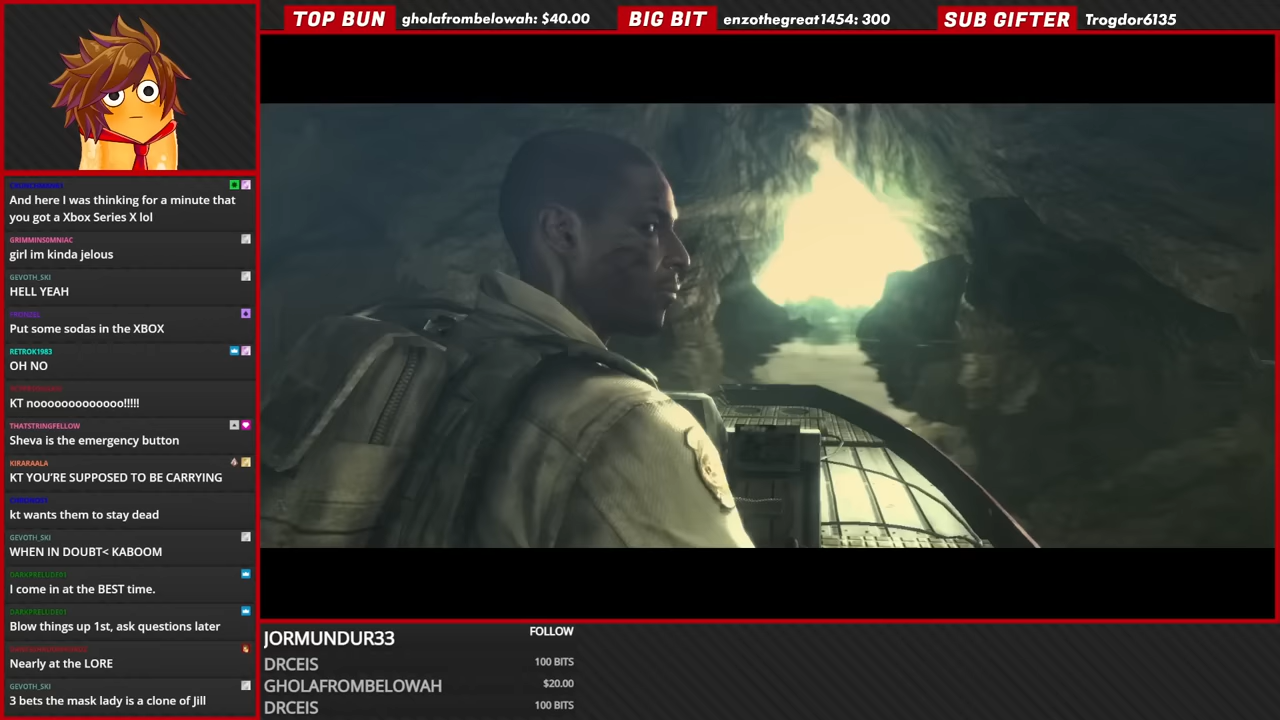 TOP BUN gholafrombelowah: $40.00 BIG BIT enzothegreat1454: 300 SUB GIFTER Trogdor6135
And here I was thinking for a minute that
you got a Xbox Series X lol
GRIMMINS0MNIAC
girl im kinda jelous
GEVOTH_SKI
HELL YEAH
Put some sodas in the XBOX
RETROK1983
OH NO
KT nooooooooooooo!!!!!
THATSTRINGFELLOW
Sheva is the emergency button
KIRARAALA
KT YOU'RE SUPPOSED TO BE CARRYING
kt wants them to stay dead
GEVOTH_SKI
WHEN IN DOUBT< KABOOM
DARKPRELUDE01
I come in at the BEST time.
DARKPRELUDE01
Blow things up 1st, ask questions later
Nearly at the LORE
GEVOTH_SKI
3 bets the mask lady is a clone of Jill
JORMUNDUR33 FOLLOW
DRCEIS 100 BITS
GHOLAFROMBELOWAH $20.00
DRCEIS 100 BITS